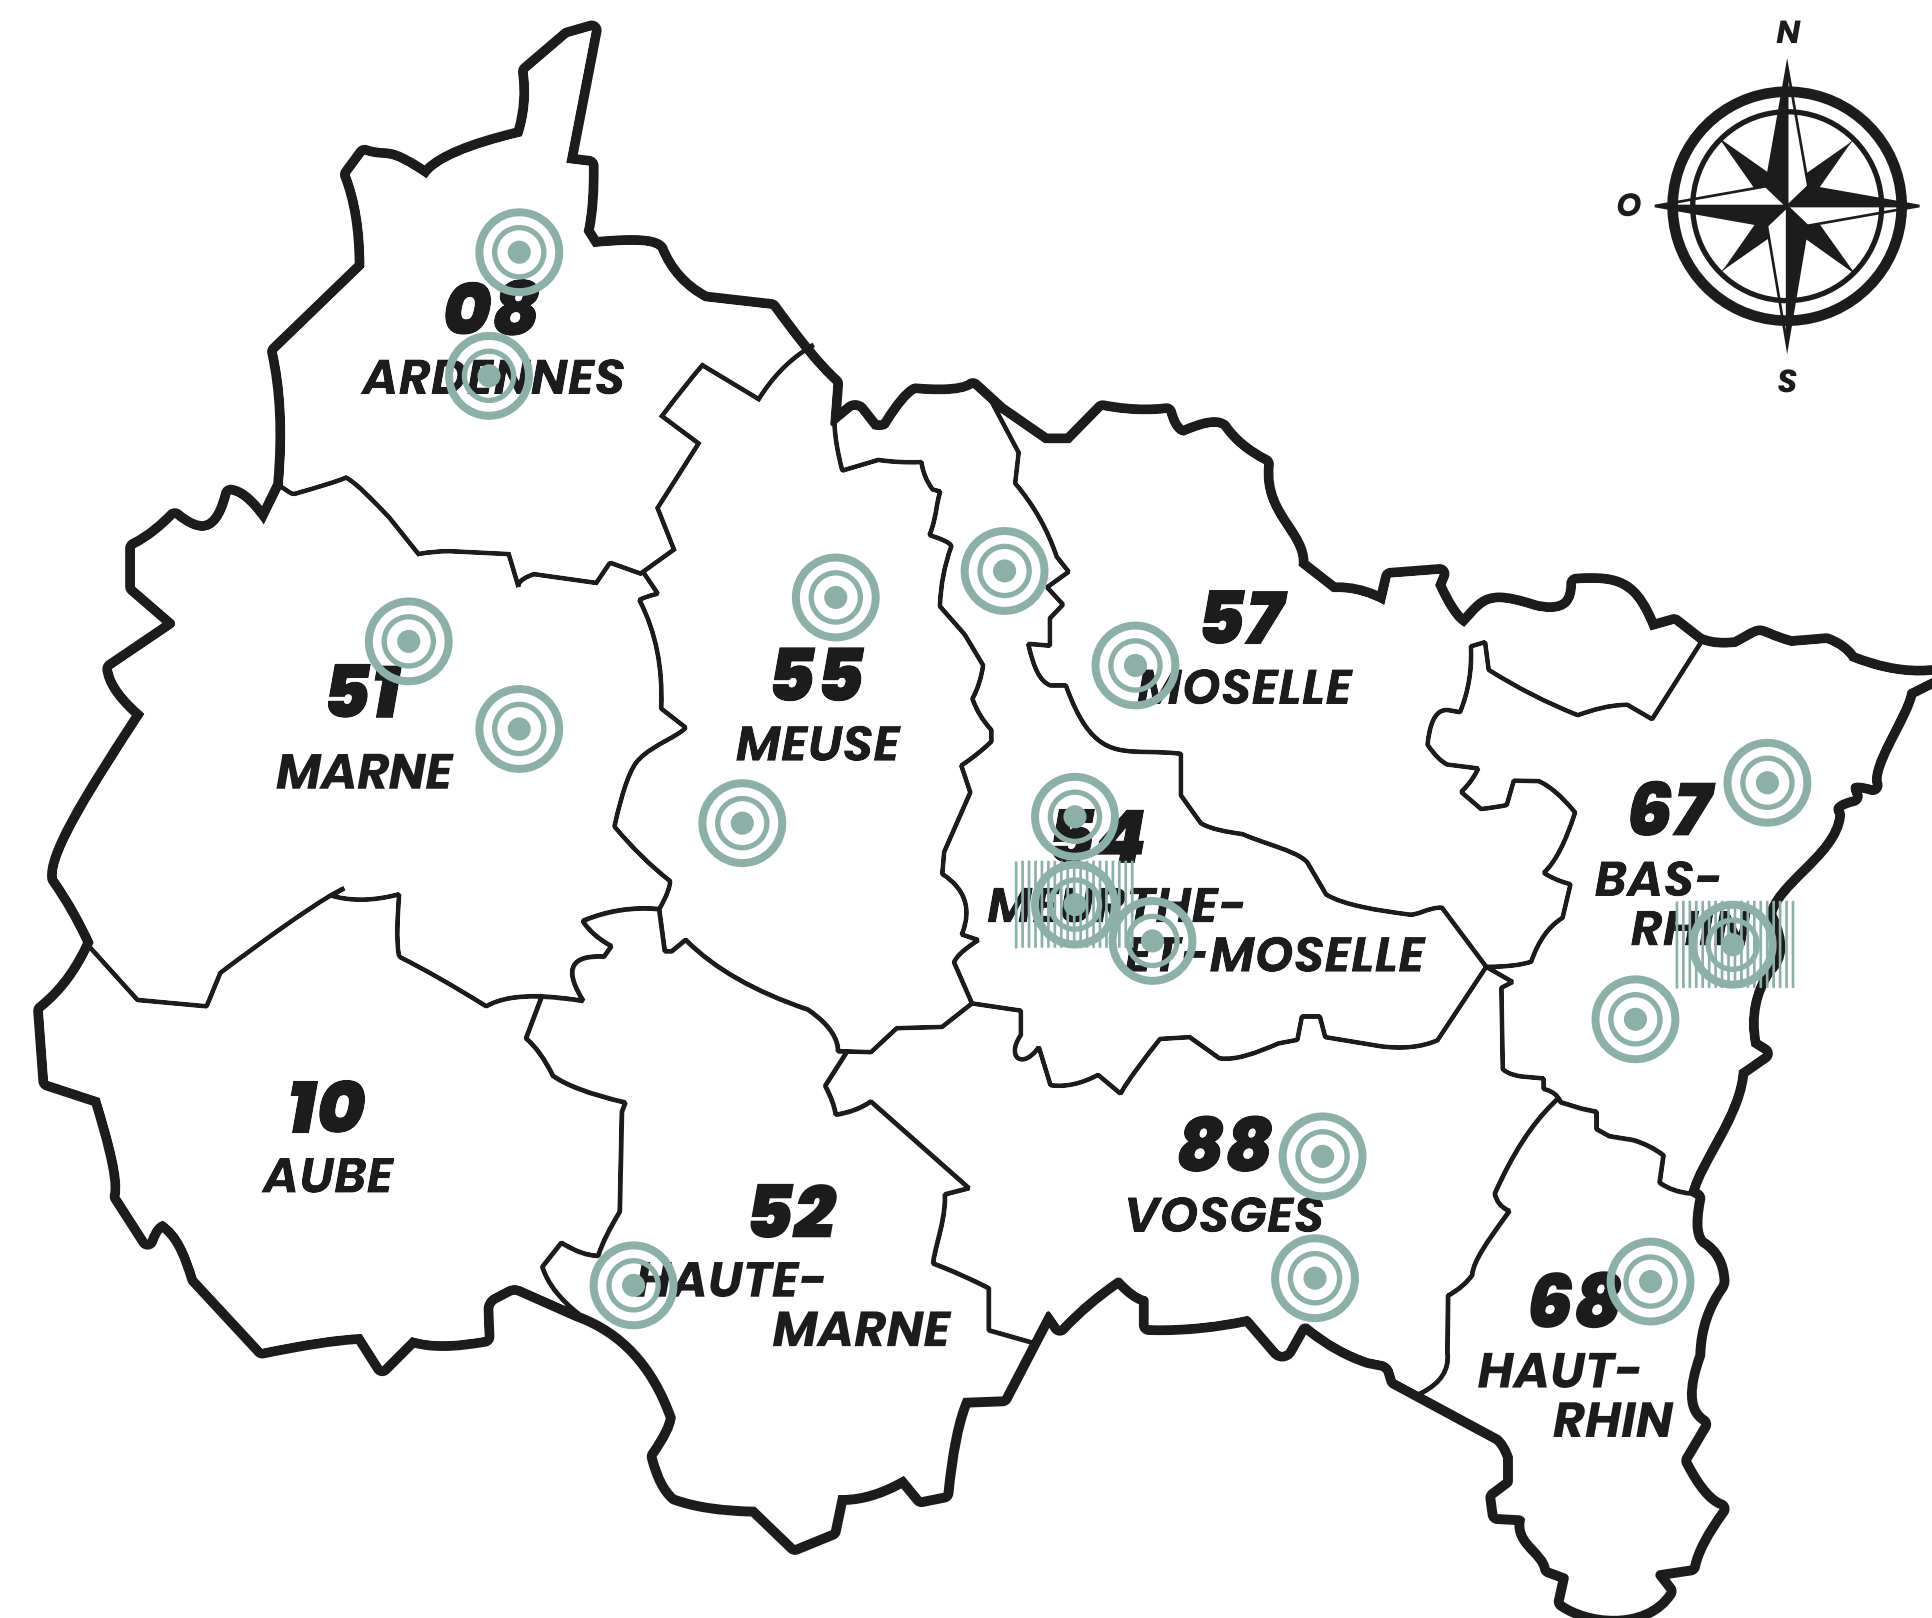 N
O
S
08
ARDENNES
57
MOSELLE
51
MARNE
55
MEUSE
67
BAS-
RHIN
54
MEURTHE-
ET-MOSELLE
10
AUBE
88
VOSGES
52
HAUTE-
MARNE
68
HAUT-
RHIN